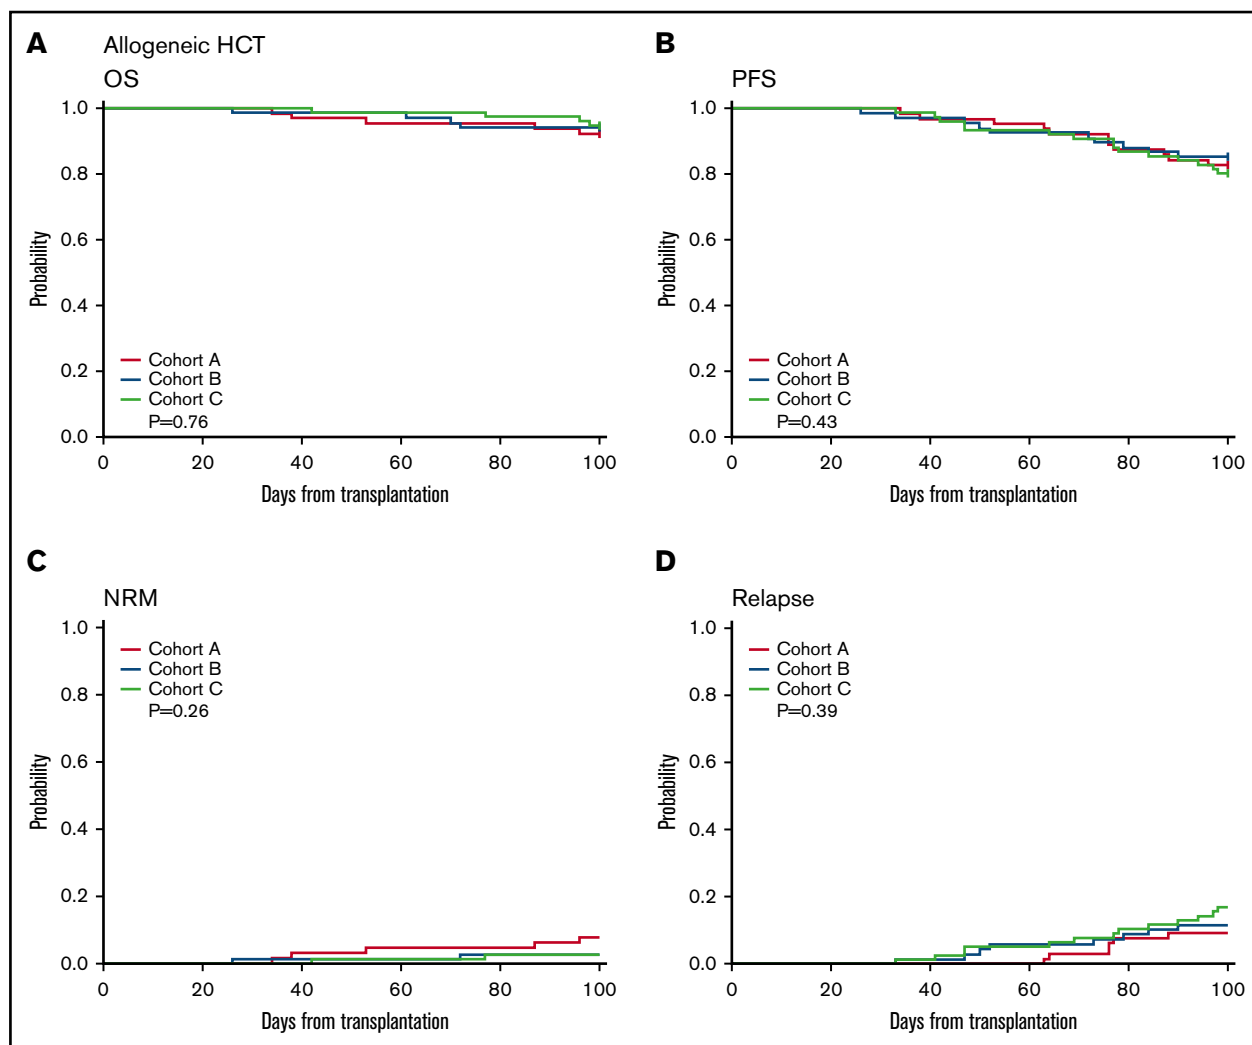 A
Allogeneic HCT
OS
1.0
0.8
0.6
0.4
0.2
0.0
Probability
Cohort A
Cohort B
Cohort C
P=0.76
0 20 40 60 80 100
Days from transplantation
B
PFS
1.0
0.8
0.6
0.4
0.2
0.0
Probability
Cohort A
Cohort B
Cohort C
P=0.43
0 20 40 60 80 100
Days from transplantation
C
NRM
1.0
0.8
0.6
0.4
0.2
0.0
Probability
Cohort A
Cohort B
Cohort C
P=0.26
0 20 40 60 80 100
Days from transplantation
D
Relapse
1.0
0.8
0.6
0.4
0.2
0.0
Probability
Cohort A
Cohort B
Cohort C
P=0.39
0 20 40 60 80 100
Days from transplantation